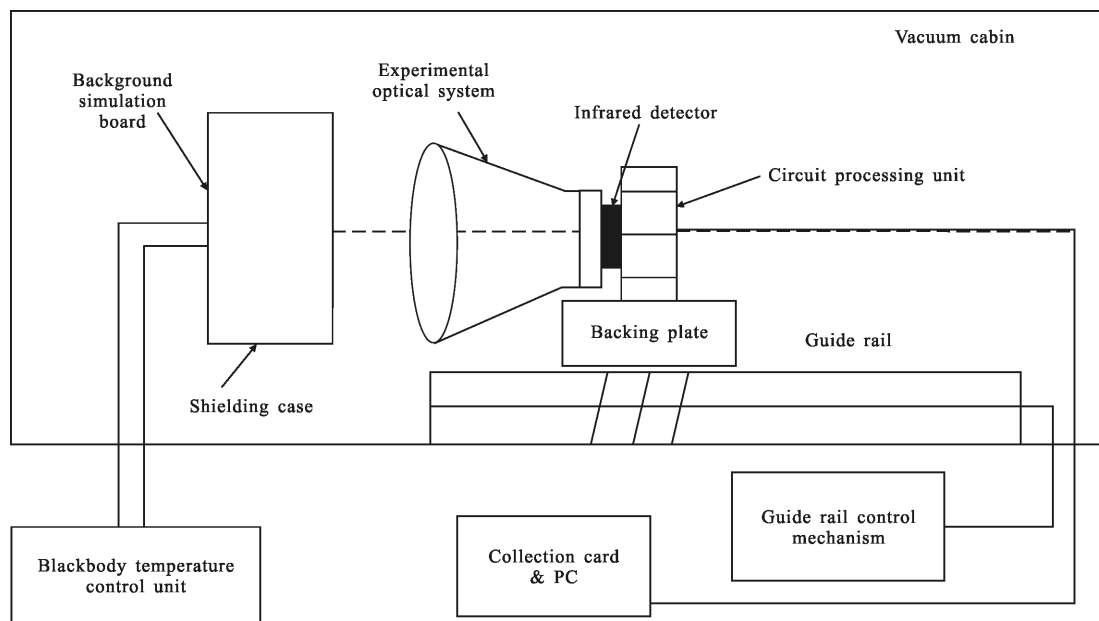 Vacuum cabin
Background
simulation
board
Experimental
optical system
Infrared detector
Circuit processing unit
Backing plate
Guide rail
Shielding case
Guide rail control
mechanism
Collection card
& PC
Blackbody temperature
control unit